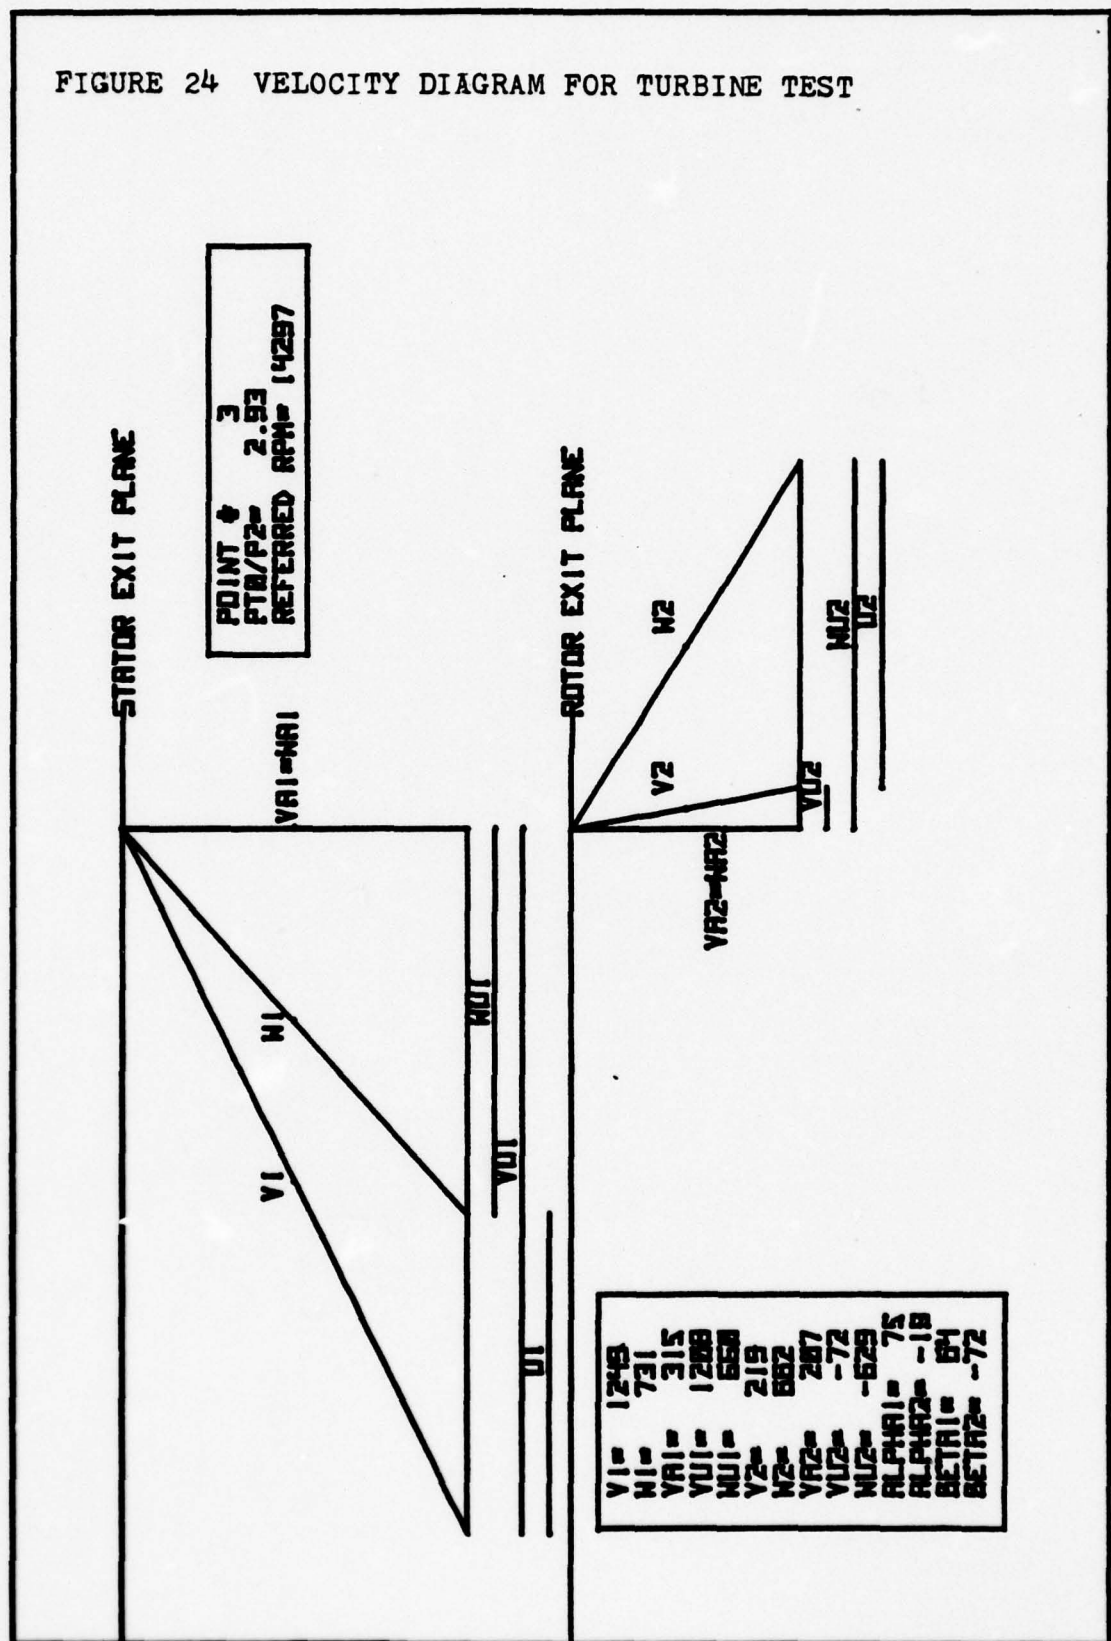 FIGURE 24 VELOCITY DIAGRAM FOR TURBINE TEST
STATOR EXIT PLANE
POINT # 3
PT0/P2= 2.93
REFERRED RPM= 14297
VA1=WA1
W1
V1
WU1
VU1
U1
ROTOR EXIT PLANE
W2
V2
VA2=WA2
VU2
WU2
U2
V1= 1249
W1= 731
VA1= 315
VU1= 1208
WU1= 660
V2= 219
W2= 662
VA2= 207
VU2= -72
WU2= -629
ALPHA1= 75
ALPHA2= -19
BETA1= 64
BETA2= -72